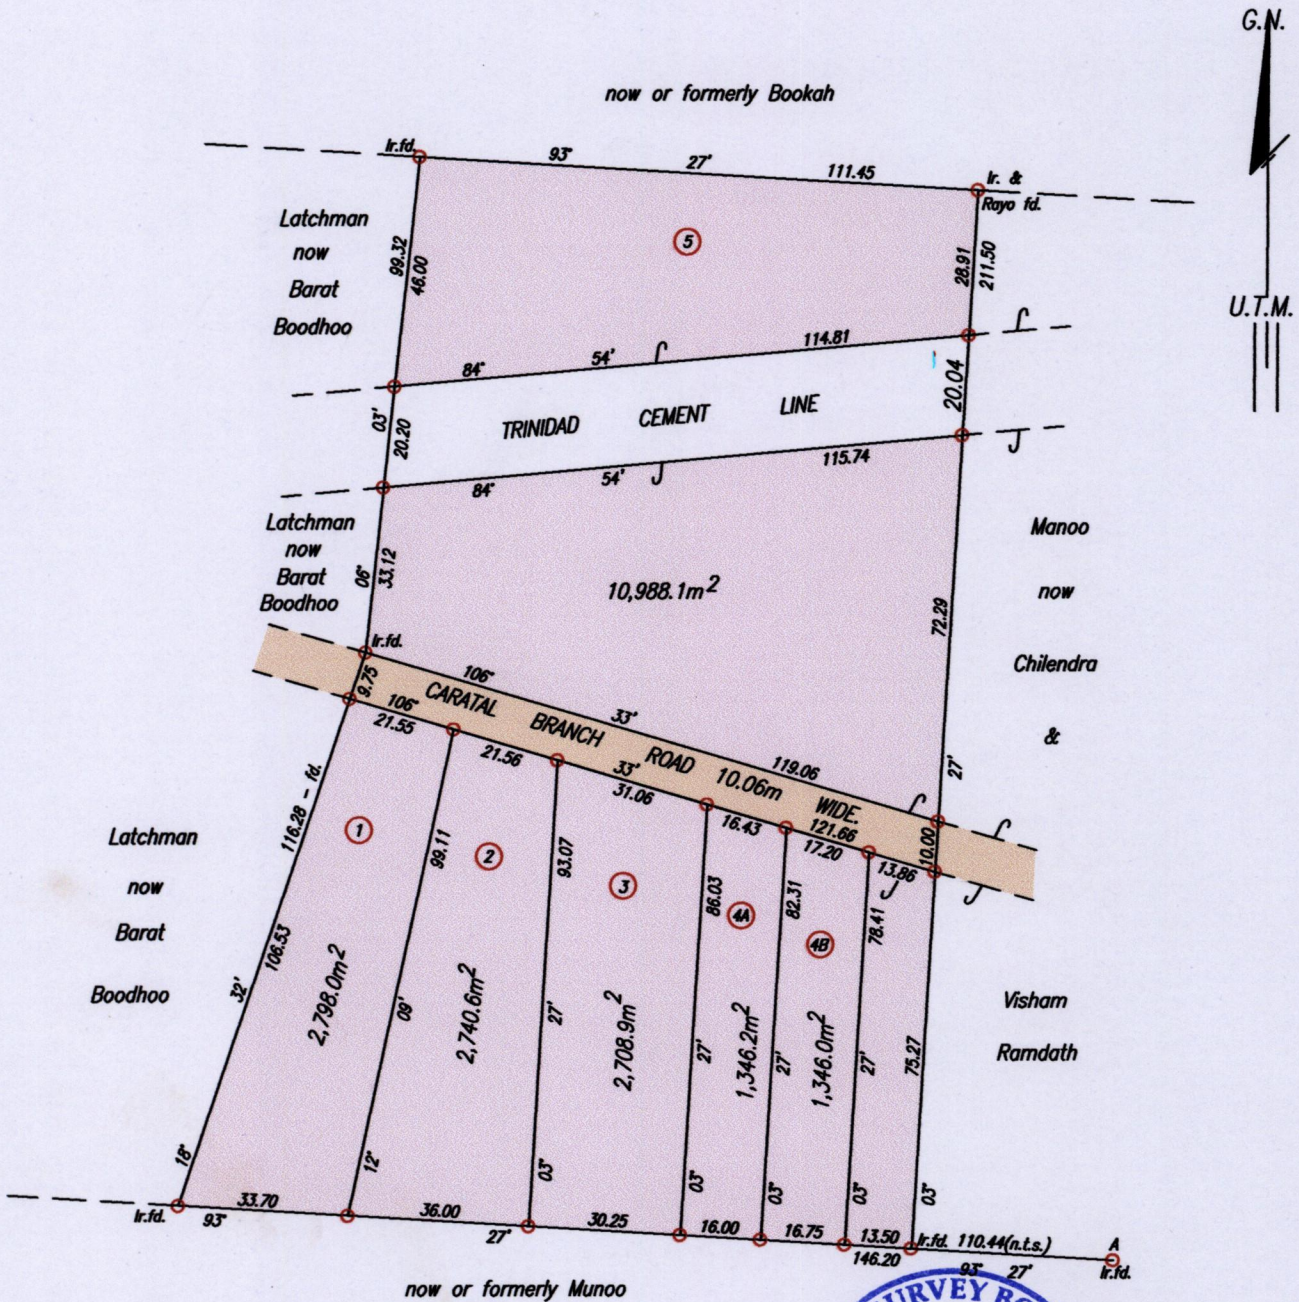 G.N.
now or formerly Bookah
Ir.fd.
93° 27' 111.45
Ir. &
Rayo fd.
Latchman
now
Barat
Boodhoo
99.32
46.00
5
28.91
211.50
U.T.M.
84° 54' 114.81
03'
20.20
TRINIDAD CEMENT LINE
20.04
84° 54' 115.74
Latchman
now
Barat
Boodhoo
06°
33.12
10,988.1m²
Manoo
now
Chilendra
&
72.29
27'
Ir.fd.
9.75
106° 33' 119.06
CARATAL BRANCH ROAD 10.06m WIDE.
106° 33' 121.66
21.55
21.56
31.06
16.43
17.20
13.86
10.00
116.28 - fd.
1
99.11
2
93.07
3
86.03
4A
82.31
4B
78.41
Latchman
now
Barat
Boodhoo
106.53
32'
18°
2,798.0m²
09'
12°
2,740.6m²
27'
03°
2,708.9m²
27'
03°
1,346.2m²
27'
03°
1,346.0m²
27'
03°
75.27
03°
Visham
Ramdath
Ir.fd.
33.70
36.00
30.25
16.00
16.75
13.50
93° 27' 146.20
Ir.fd. 110.44(n.t.s.) A
93° 27' Ir.fd.
now or formerly Munoo
SURVEY BO